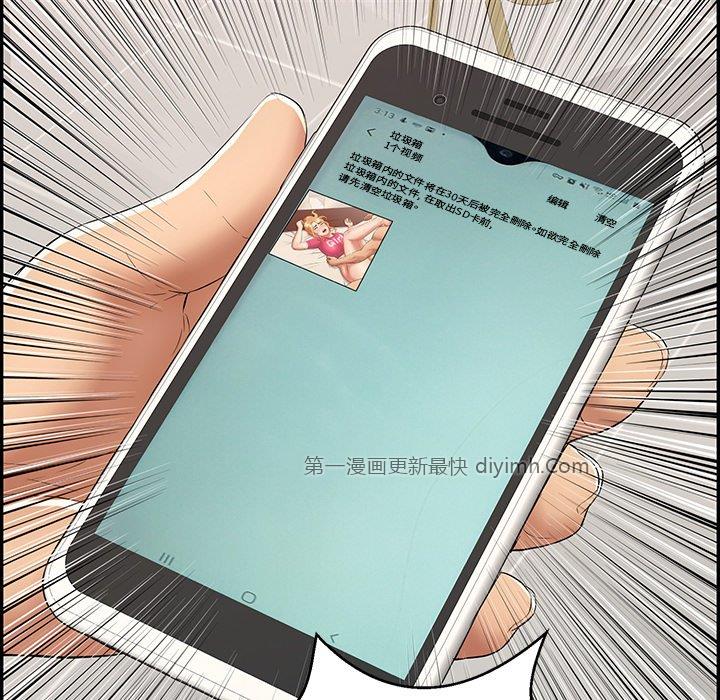 3:13
垃圾箱
1个视频
编辑 清空
垃圾箱内的文件将在30天后被完全删除。如欲完全删除
垃圾箱内的文件，在取出SD卡前，
请先清空垃圾箱。
第一漫画更新最快 diyimh.Com